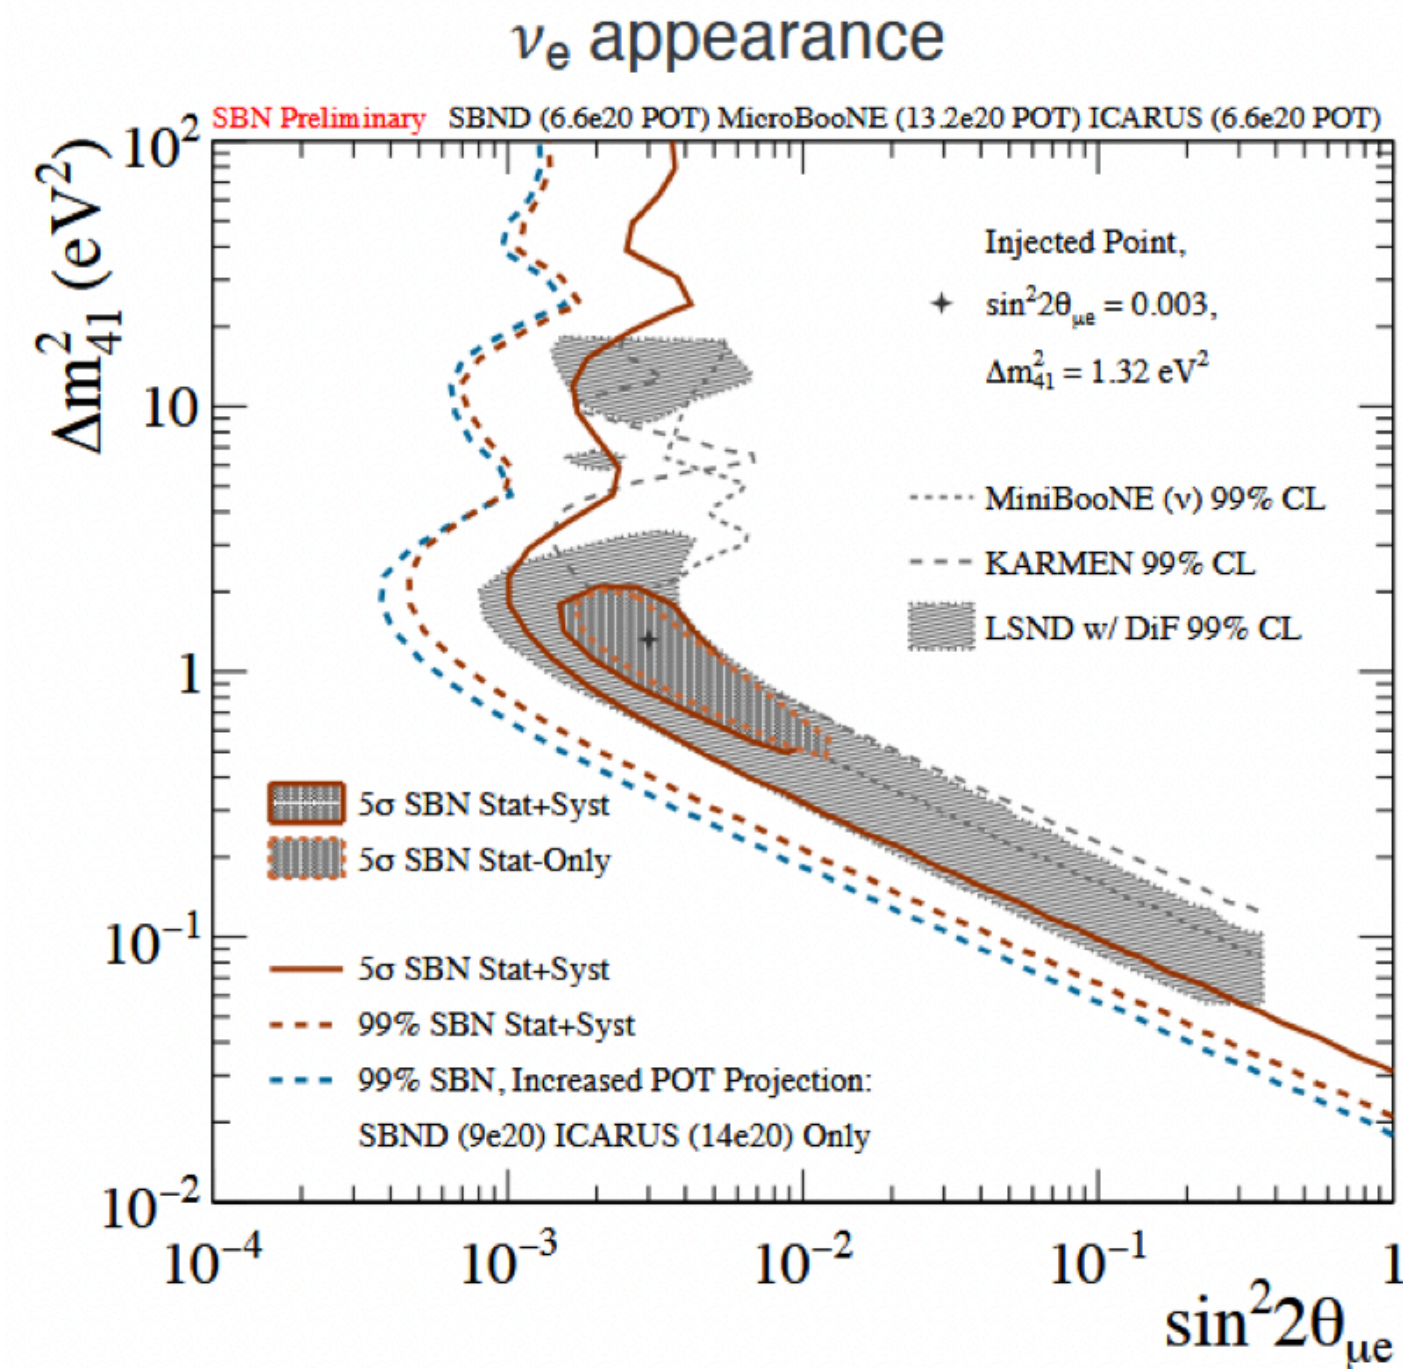 νe appearance
SBN Preliminary SBND (6.6e20 POT) MicroBooNE (13.2e20 POT) ICARUS (6.6e20 POT)
Δm²41 (eV²)
10²
10
1
10⁻¹
10⁻²
Injected Point,
sin²2θμe = 0.003,
Δm²41 = 1.32 eV²
MiniBooNE (ν) 99% CL
KARMEN 99% CL
LSND w/ DiF 99% CL
5σ SBN Stat+Syst
5σ SBN Stat-Only
5σ SBN Stat+Syst
99% SBN Stat+Syst
99% SBN, Increased POT Projection:
SBND (9e20) ICARUS (14e20) Only
10⁻⁴ 10⁻³ 10⁻² 10⁻¹ 1
sin²2θμe